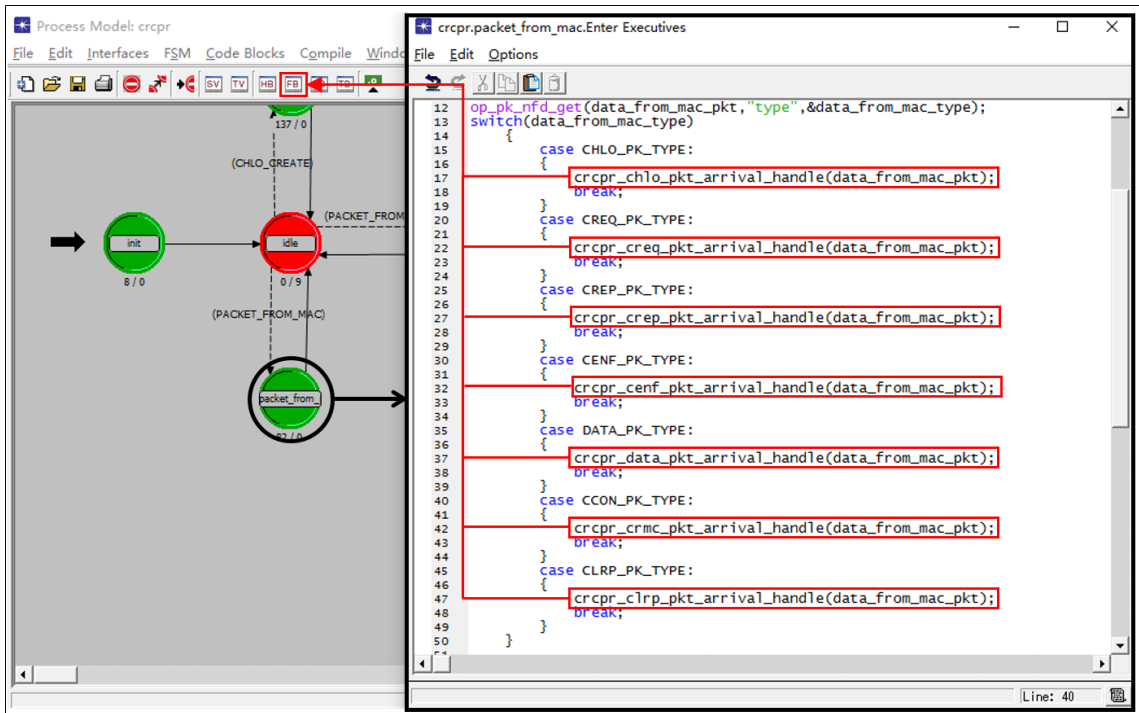 Process Model: crcpr
File Edit Interfaces FSM Code Blocks Compile Windo
SV TV HB FB
137 / 0
(CHLO_CREATE)
(PACKET_FROM
init
idle
8 / 0
0 / 9
(PACKET_FROM_MAC)
packet_from_
82 / 0
crcpr.packet_from_mac.Enter Executives
File Edit Options
12 op_pk_nfd_get(data_from_mac_pkt,"type",&data_from_mac_type);
13 switch(data_from_mac_type)
14 {
15 case CHLO_PK_TYPE:
16 {
17 crcpr_chlo_pkt_arrival_handle(data_from_mac_pkt);
18 break;
19 }
20 case CREQ_PK_TYPE:
21 {
22 crcpr_creq_pkt_arrival_handle(data_from_mac_pkt);
23 break;
24 }
25 case CREP_PK_TYPE:
26 {
27 crcpr_crep_pkt_arrival_handle(data_from_mac_pkt);
28 break;
29 }
30 case CENF_PK_TYPE:
31 {
32 crcpr_cenf_pkt_arrival_handle(data_from_mac_pkt);
33 break;
34 }
35 case DATA_PK_TYPE:
36 {
37 crcpr_data_pkt_arrival_handle(data_from_mac_pkt);
38 break;
39 }
40 case CCON_PK_TYPE:
41 {
42 crcpr_crmc_pkt_arrival_handle(data_from_mac_pkt);
43 break;
44 }
45 case CLRP_PK_TYPE:
46 {
47 crcpr_clrp_pkt_arrival_handle(data_from_mac_pkt);
48 break;
49 }
50 }
Line: 40